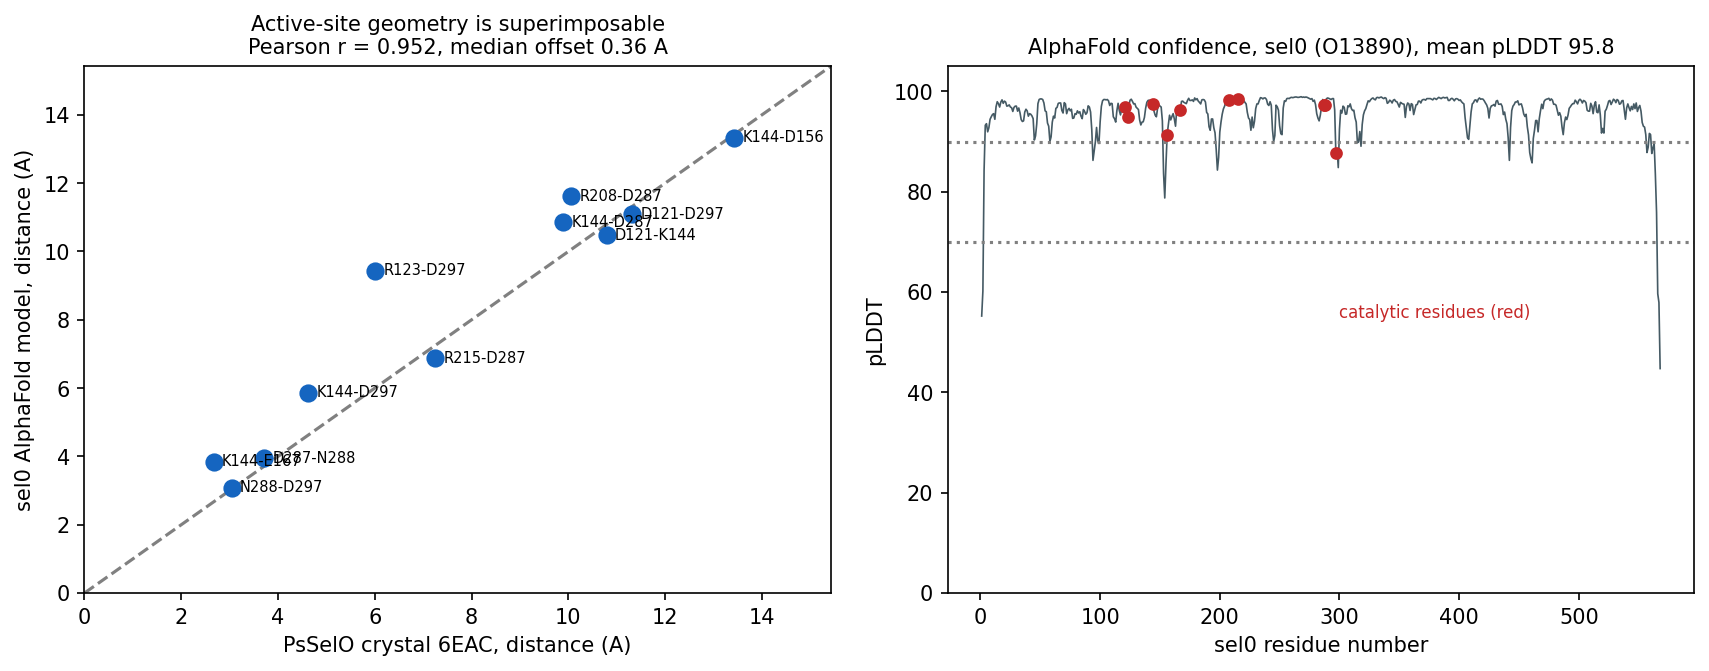 Active-site geometry is superimposable
Pearson r = 0.952, median offset 0.36 A
sel0 AlphaFold model, distance (A)
14
12
10
8
6
4
2
0
K144-D156
R208-D287
D121-D297
K144-D287
D121-K144
R123-D297
R215-D287
K144-D297
D287-N288
K144-E167
N288-D297
0
2
4
6
8
10
12
14
PsSelO crystal 6EAC, distance (A)
AlphaFold confidence, sel0 (O13890), mean pLDDT 95.8
pLDDT
100
80
60
40
20
0
catalytic residues (red)
0
100
200
300
400
500
sel0 residue number